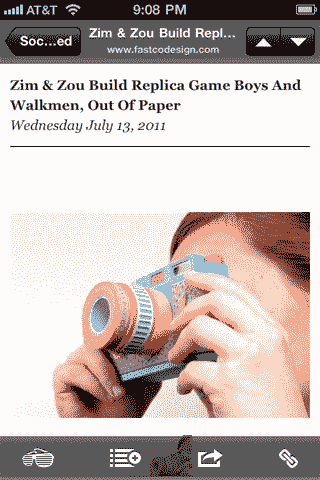 AT&T 9:08 PM
Soc...ed
Zim & Zou Build Repl...
www.fastcodesign.com
Zim & Zou Build Replica Game Boys And
Walkmen, Out Of Paper
Wednesday July 13, 2011